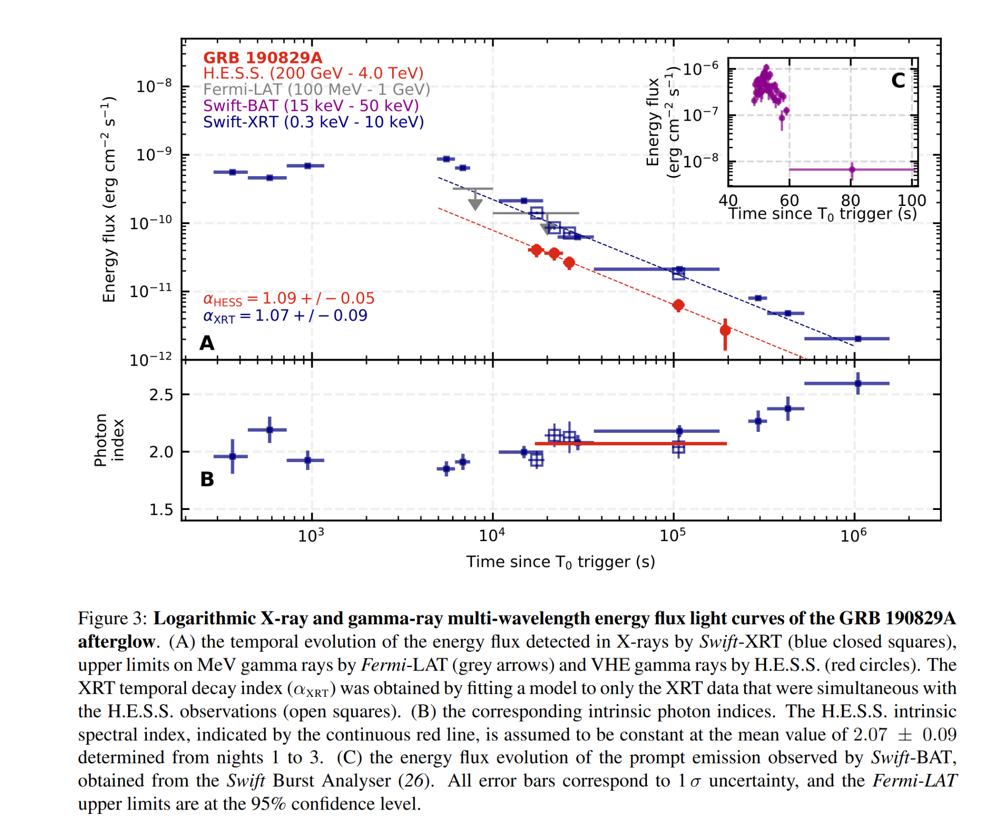 GRB 190829A
H.E.S.S. (200 GeV - 4.0 TeV)
Fermi-LAT (100 MeV - 1 GeV)
Swift-BAT (15 keV - 50 keV)
Swift-XRT (0.3 keV - 10 keV)
10⁻⁸
10⁻⁹
10⁻¹⁰
10⁻¹¹
10⁻¹²
Energy flux (erg cm⁻² s⁻¹)
α_HESS = 1.09 +/− 0.05
α_XRT = 1.07 +/− 0.09
A
C
10⁻⁶
10⁻⁷
10⁻⁸
Energy flux
(erg cm⁻² s⁻¹)
40 60 80 100
Time since T₀ trigger (s)
2.5
2.0
1.5
Photon
index
B
10³ 10⁴ 10⁵ 10⁶
Time since T₀ trigger (s)
Figure 3: Logarithmic X-ray and gamma-ray multi-wavelength energy flux light curves of the GRB 190829A
afterglow. (A) the temporal evolution of the energy flux detected in X-rays by Swift-XRT (blue closed squares),
upper limits on MeV gamma rays by Fermi-LAT (grey arrows) and VHE gamma rays by H.E.S.S. (red circles). The
XRT temporal decay index (α_XRT) was obtained by fitting a model to only the XRT data that were simultaneous with
the H.E.S.S. observations (open squares). (B) the corresponding intrinsic photon indices. The H.E.S.S. intrinsic
spectral index, indicated by the continuous red line, is assumed to be constant at the mean value of 2.07 ± 0.09
determined from nights 1 to 3. (C) the energy flux evolution of the prompt emission observed by Swift-BAT,
obtained from the Swift Burst Analyser (26). All error bars correspond to 1 σ uncertainty, and the Fermi-LAT
upper limits are at the 95% confidence level.